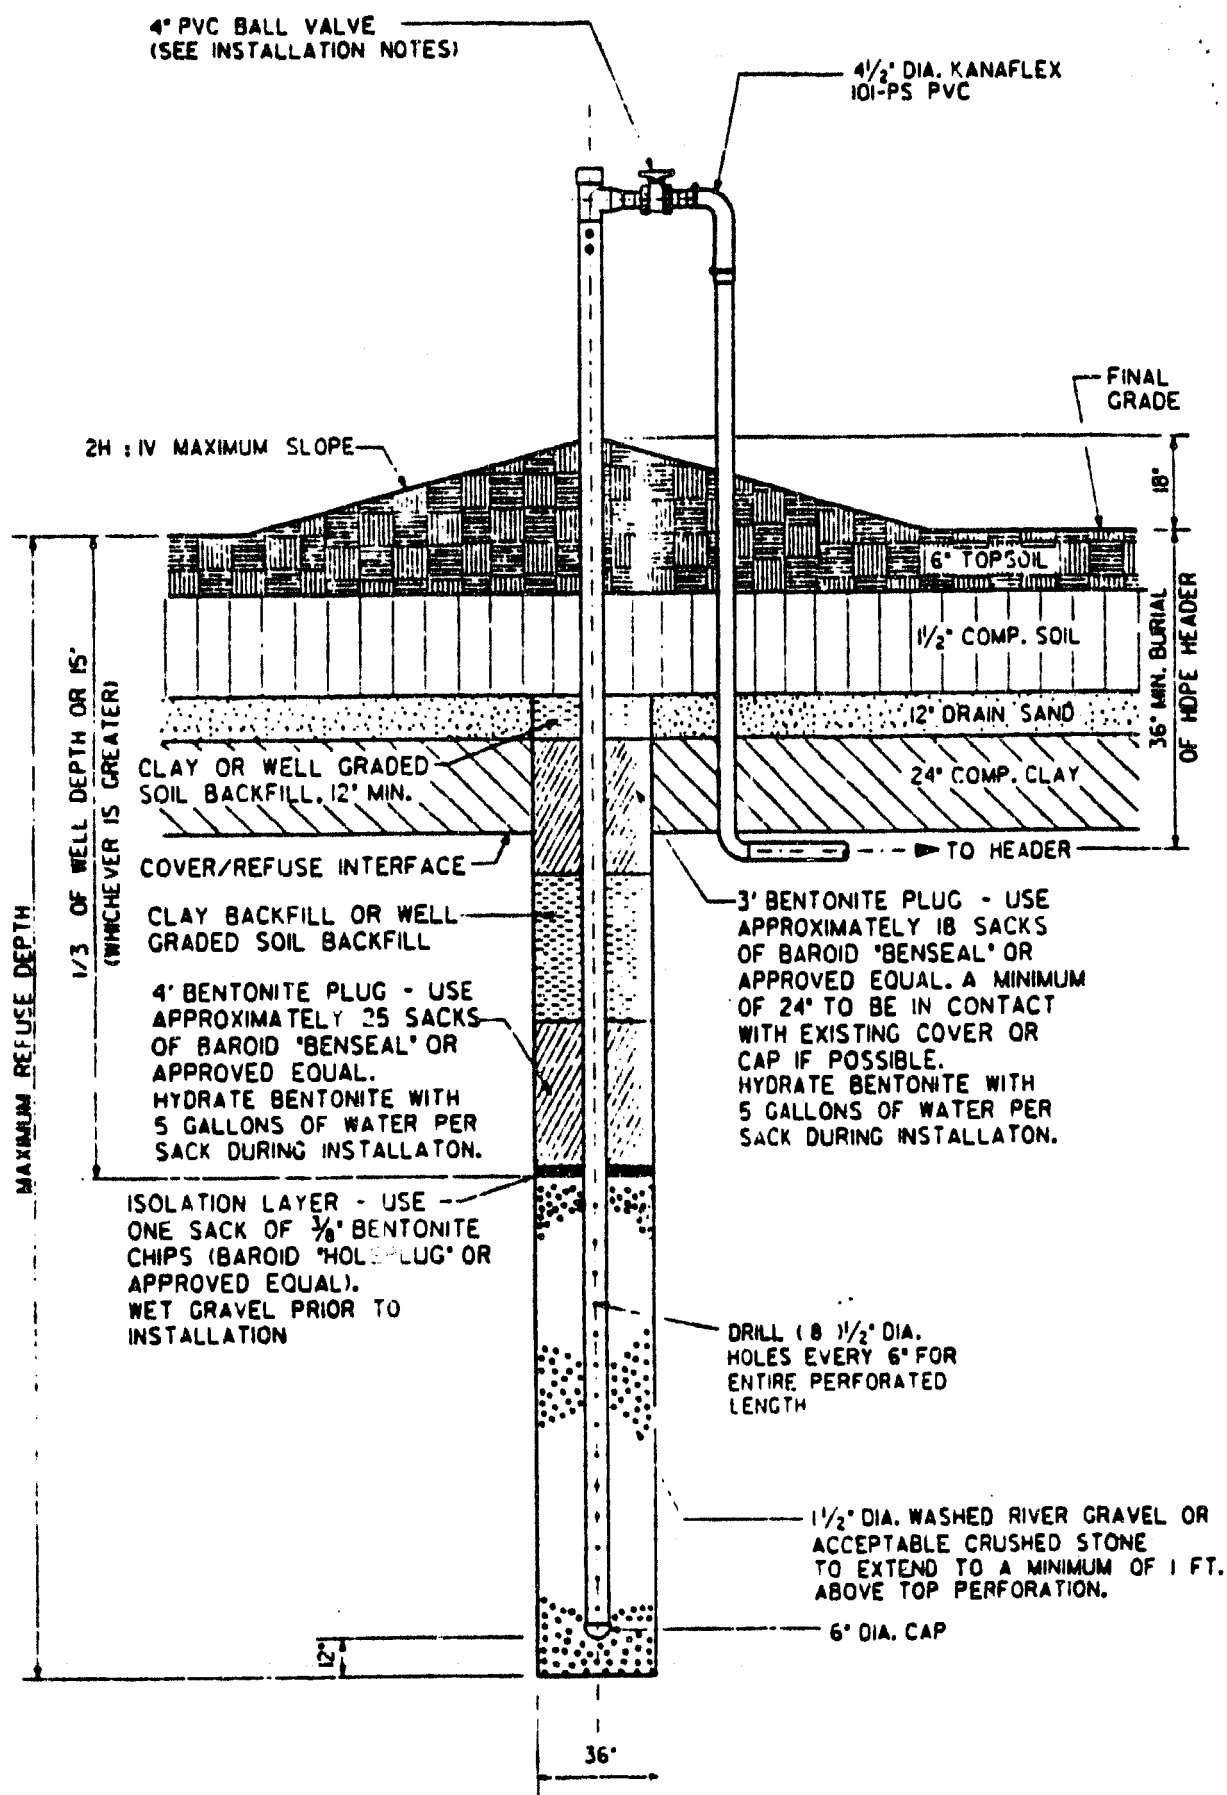 4" PVC BALL VALVE
(SEE INSTALLATION NOTES)
4 1/2" DIA. KANAFLEX
101-PS PVC
FINAL
GRADE
2H : 1V MAXIMUM SLOPE
18"
6" TOPSOIL
1 1/2" COMP. SOIL
12" DRAIN SAND
24" COMP. CLAY
36" MIN. BURIAL
OF HDPE HEADER
MAXIMUM REFUSE DEPTH
1/3 OF WELL DEPTH OR 15'
(WHICHEVER IS GREATER)
CLAY OR WELL GRADED
SOIL BACKFILL, 12" MIN.
COVER/REFUSE INTERFACE
TO HEADER
CLAY BACKFILL OR WELL
GRADED SOIL BACKFILL
4' BENTONITE PLUG - USE
APPROXIMATELY 25 SACKS
OF BAROID "BENSEAL" OR
APPROVED EQUAL.
HYDRATE BENTONITE WITH
5 GALLONS OF WATER PER
SACK DURING INSTALLATON.
3' BENTONITE PLUG - USE
APPROXIMATELY 18 SACKS
OF BAROID "BENSEAL" OR
APPROVED EQUAL. A MINIMUM
OF 24" TO BE IN CONTACT
WITH EXISTING COVER OR
CAP IF POSSIBLE.
HYDRATE BENTONITE WITH
5 GALLONS OF WATER PER
SACK DURING INSTALLATON.
ISOLATION LAYER - USE
ONE SACK OF 3/8" BENTONITE
CHIPS (BAROID "HOLEPLUG" OR
APPROVED EQUAL).
WET GRAVEL PRIOR TO
INSTALLATION
DRILL ( 8 ) 1/2" DIA.
HOLES EVERY 6" FOR
ENTIRE PERFORATED
LENGTH
1 1/2" DIA. WASHED RIVER GRAVEL OR
ACCEPTABLE CRUSHED STONE
TO EXTEND TO A MINIMUM OF 1 FT.
ABOVE TOP PERFORATION.
6" DIA. CAP
12"
36"